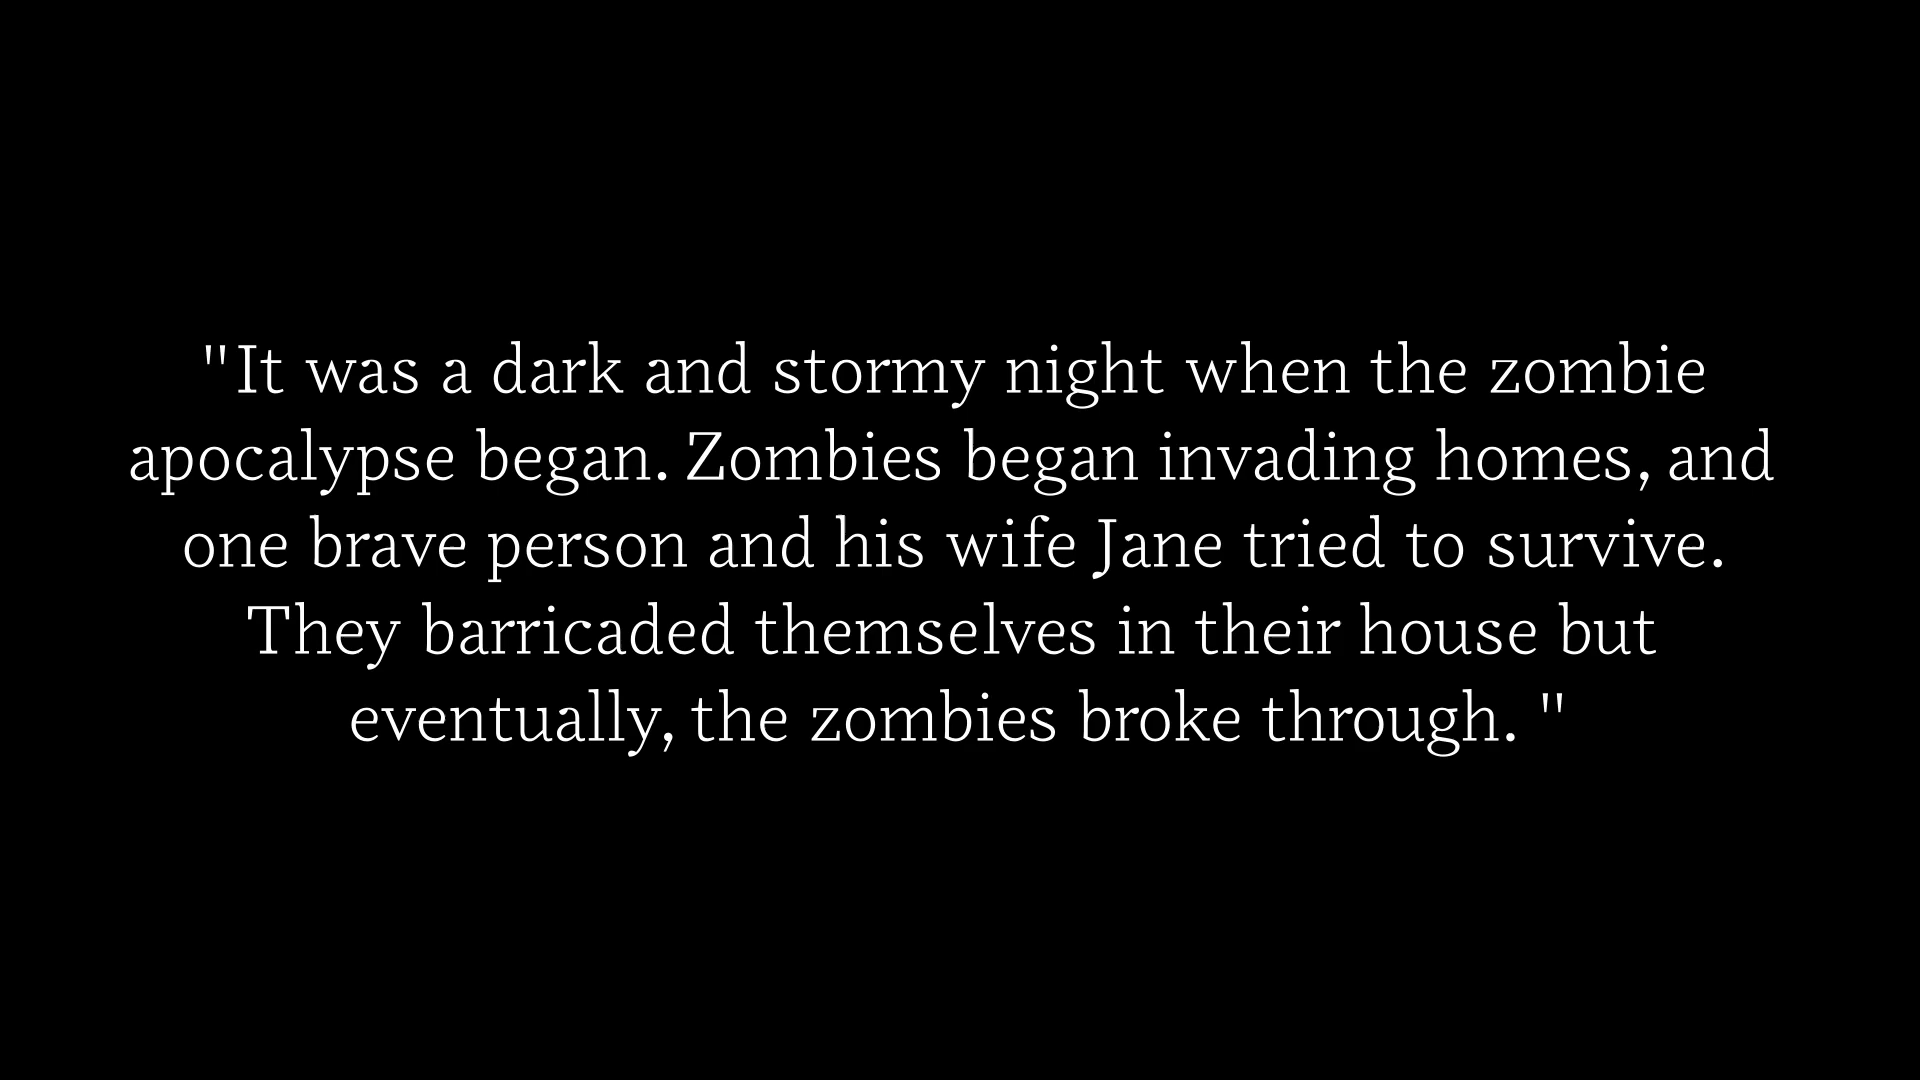 "It was a dark and stormy night when the zombie
apocalypse began. Zombies began invading homes, and
one brave person and his wife Jane tried to survive.
They barricaded themselves in their house but
eventually, the zombies broke through. "